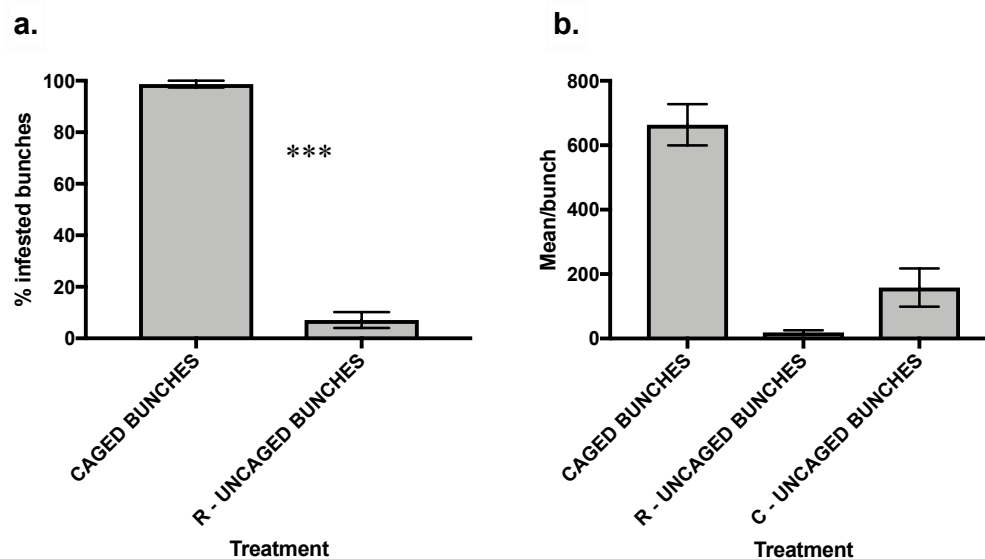 a.
% infested bunches
100
80
60
40
20
0
***
CAGED BUNCHES
R - UNCAGED BUNCHES
Treatment
b.
Mean/bunch
800
600
400
200
0
CAGED BUNCHES
R - UNCAGED BUNCHES
C - UNCAGED BUNCHES
Treatment